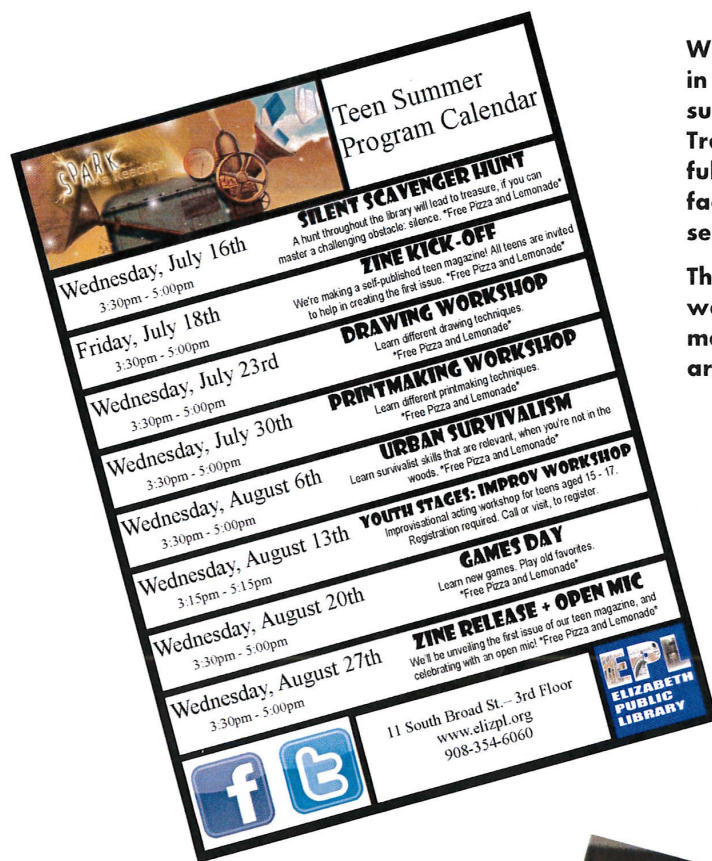 SPARK
a Reaction
Teen Summer
Program Calendar
Wednesday, July 16th
3:30pm - 5:00pm
SILENT SCAVENGER HUNT
A hunt throughout the library will lead to treasure, if you can
master a challenging obstacle: silence. *Free Pizza and Lemonade*
Friday, July 18th
3:30pm - 5:00pm
ZINE KICK-OFF
We're making a self-published teen magazine! All teens are invited
to help in creating the first issue. *Free Pizza and Lemonade*
Wednesday, July 23rd
3:30pm - 5:00pm
DRAWING WORKSHOP
Learn different drawing techniques.
*Free Pizza and Lemonade*
Wednesday, July 30th
3:30pm - 5:00pm
PRINTMAKING WORKSHOP
Learn different printmaking techniques.
*Free Pizza and Lemonade*
Wednesday, August 6th
3:30pm - 5:00pm
URBAN SURVIVALISM
Learn survivalist skills that are relevant, when you're not in the
woods. *Free Pizza and Lemonade*
Wednesday, August 13th
3:15pm - 5:15pm
YOUTH STAGES: IMPROV WORKSHOP
Improvisational acting workshop for teens aged 15 - 17.
Registration required. Call or visit, to register.
Wednesday, August 20th
3:30pm - 5:00pm
GAMES DAY
Learn new games. Play old favorites.
*Free Pizza and Lemonade*
Wednesday, August 27th
3:30pm - 5:00pm
ZINE RELEASE + OPEN MIC
We'll be unveiling the first issue of our teen magazine, and
celebrating with an open mic! *Free Pizza and Lemonade*
f
t
11 South Broad St.– 3rd Floor
www.elizpl.org
908-354-6060
EPL
ELIZABETH
PUBLIC
LIBRARY